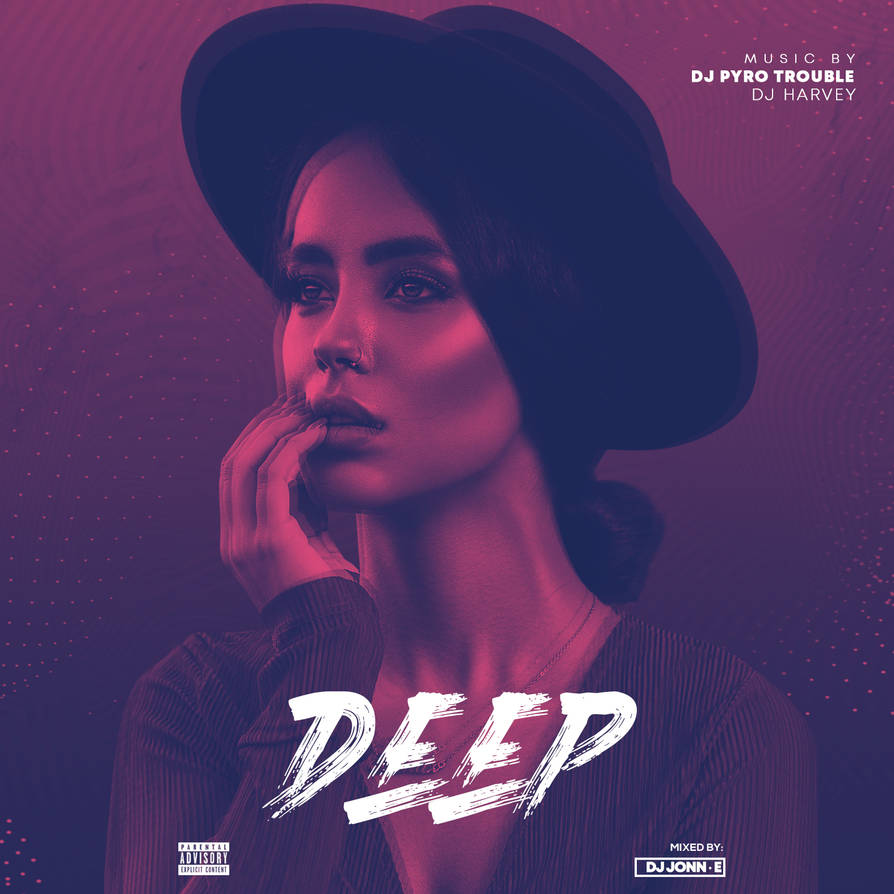 MUSIC BY
DJ PYRO TROUBLE
DJ HARVEY
DEEP
PARENTAL
ADVISORY
EXPLICIT CONTENT
MIXED BY:
DJ JONN·E